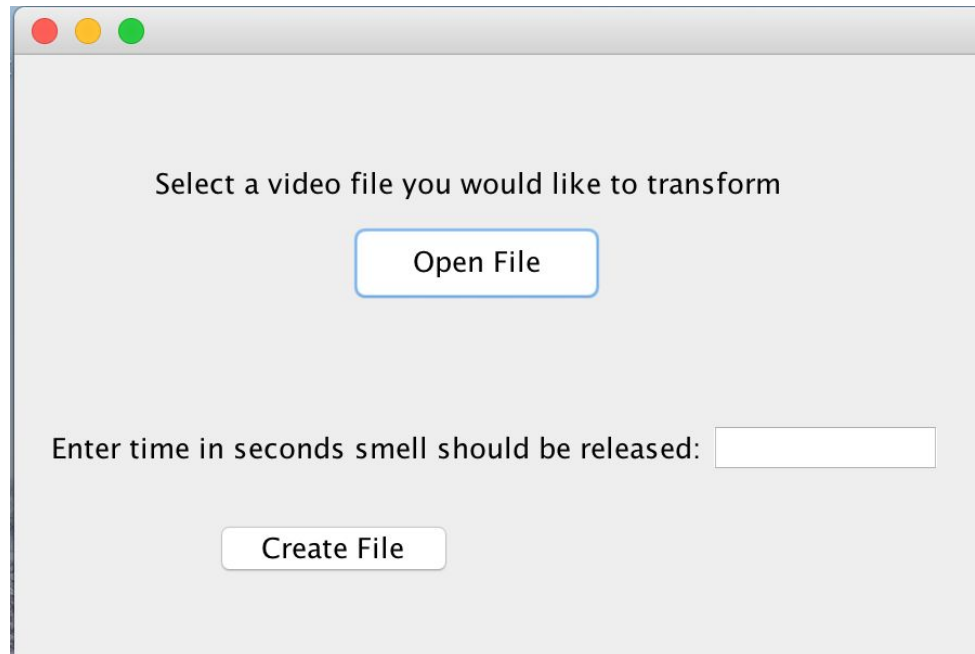 Select a video file you would like to transform
Open File
Enter time in seconds smell should be released:
Create File